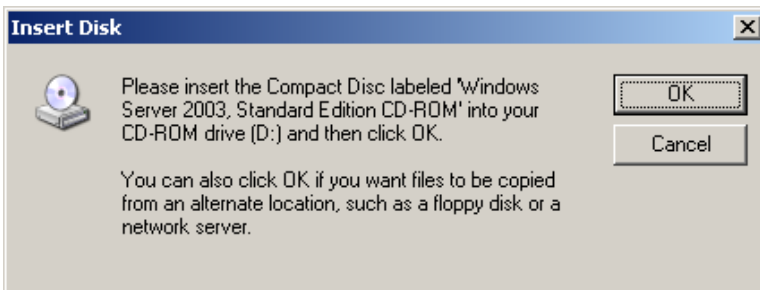 Insert Disk
Please insert the Compact Disc labeled 'Windows
Server 2003, Standard Edition CD-ROM' into your
CD-ROM drive (D:) and then click OK.
You can also click OK if you want files to be copied
from an alternate location, such as a floppy disk or a
network server.
OK
Cancel